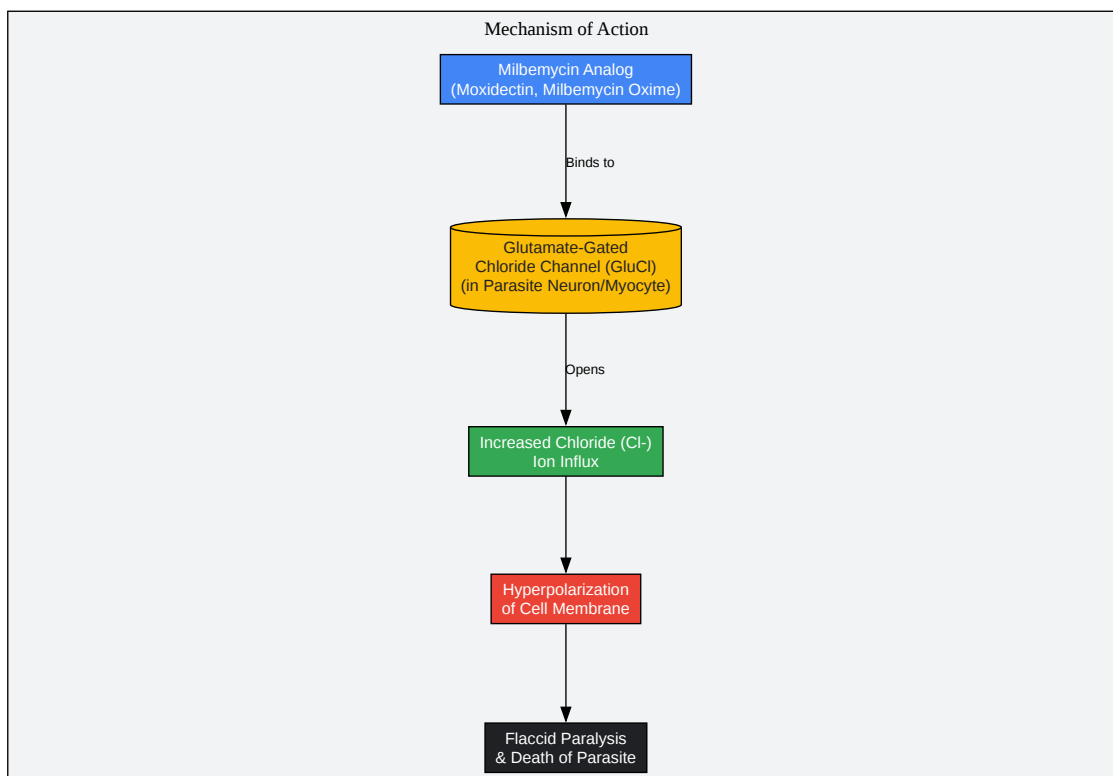 Mechanism of Action
Milbemycin Analog
(Moxidectin, Milbemycin Oxime)
Binds to
Glutamate-Gated
Chloride Channel (GluCl)
(in Parasite Neuron/Myocyte)
Opens
Increased Chloride (Cl-)
Ion Influx
Hyperpolarization
of Cell Membrane
Flaccid Paralysis
& Death of Parasite